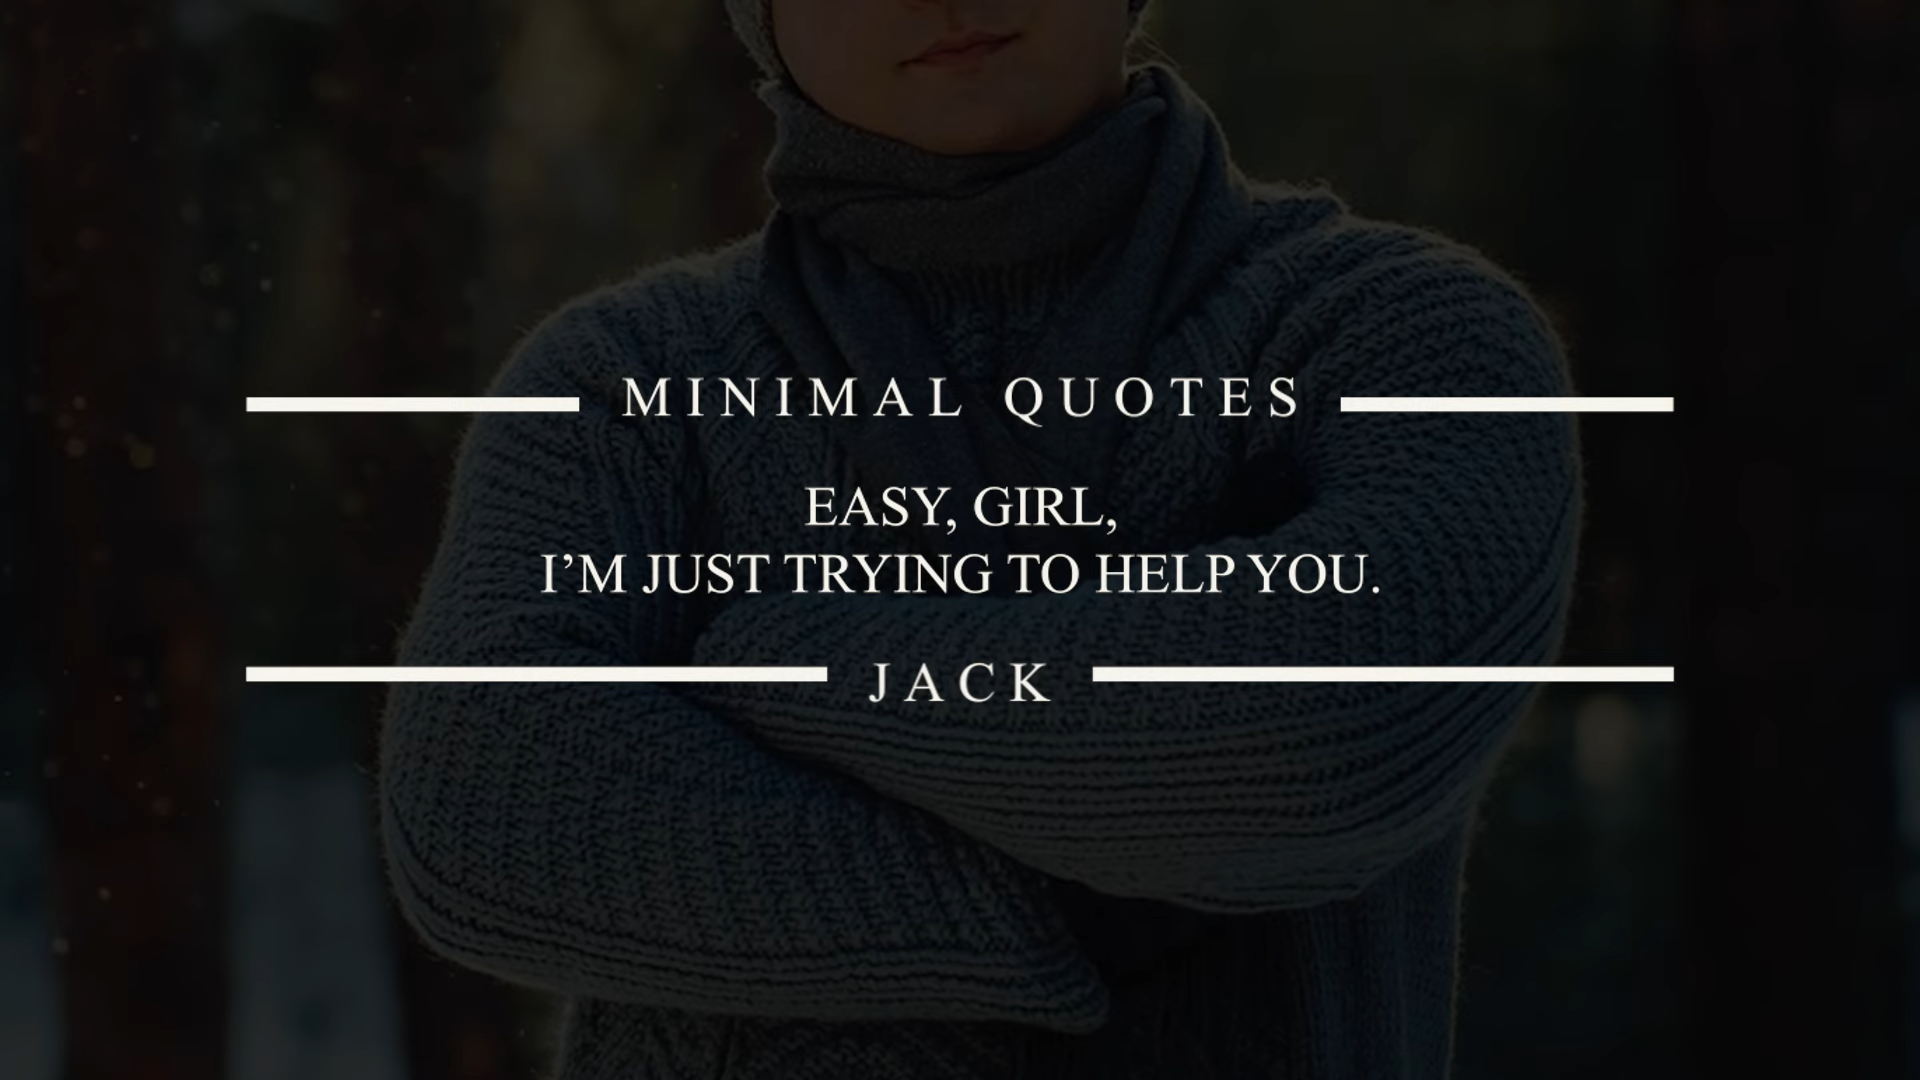 MINIMAL QUOTES
EASY, GIRL,
I’M JUST TRYING TO HELP YOU.
JACK